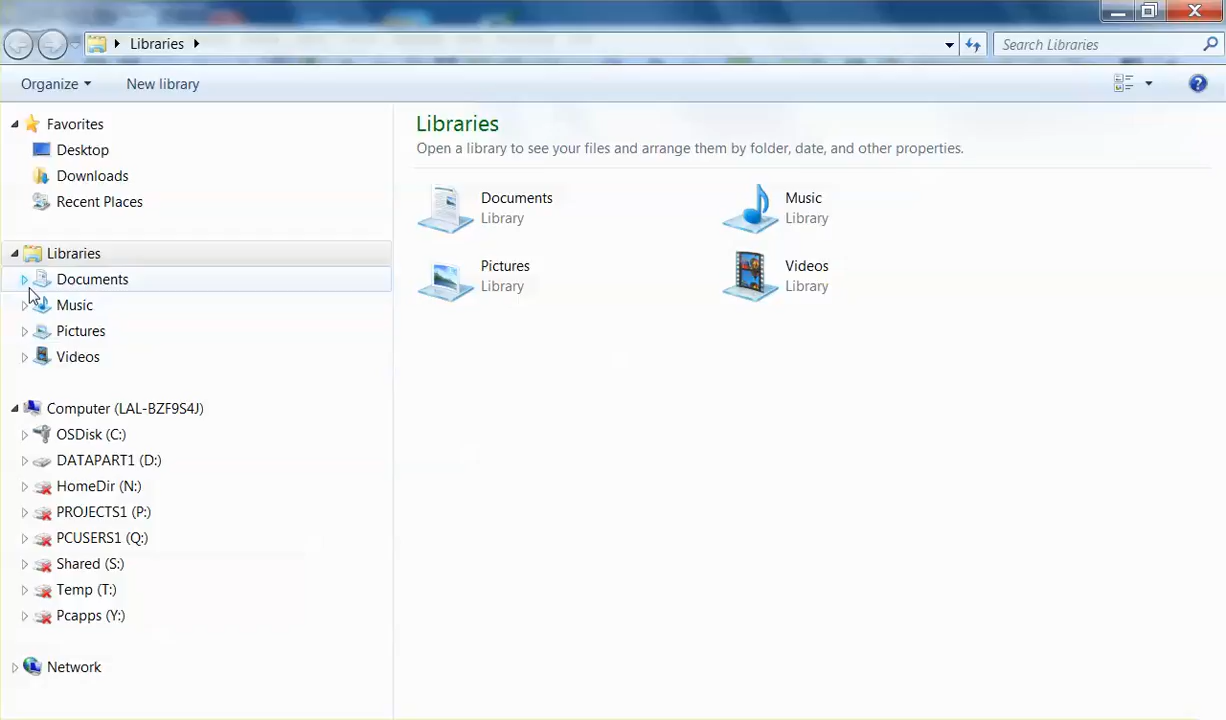 Libraries
Search Libraries
Organize
New library
Favorites
Desktop
Downloads
Recent Places
Libraries
Documents
Music
Pictures
Videos
Computer (LAL-BZF9S4J)
OSDisk (C:)
DATAPART1 (D:)
HomeDir (N:)
PROJECTS1 (P:)
PCUSERS1 (Q:)
Shared (S:)
Temp (T:)
Pcapps (Y:)
Network
Libraries
Open a library to see your files and arrange them by folder, date, and other properties.
Documents
Library
Music
Library
Pictures
Library
Videos
Library